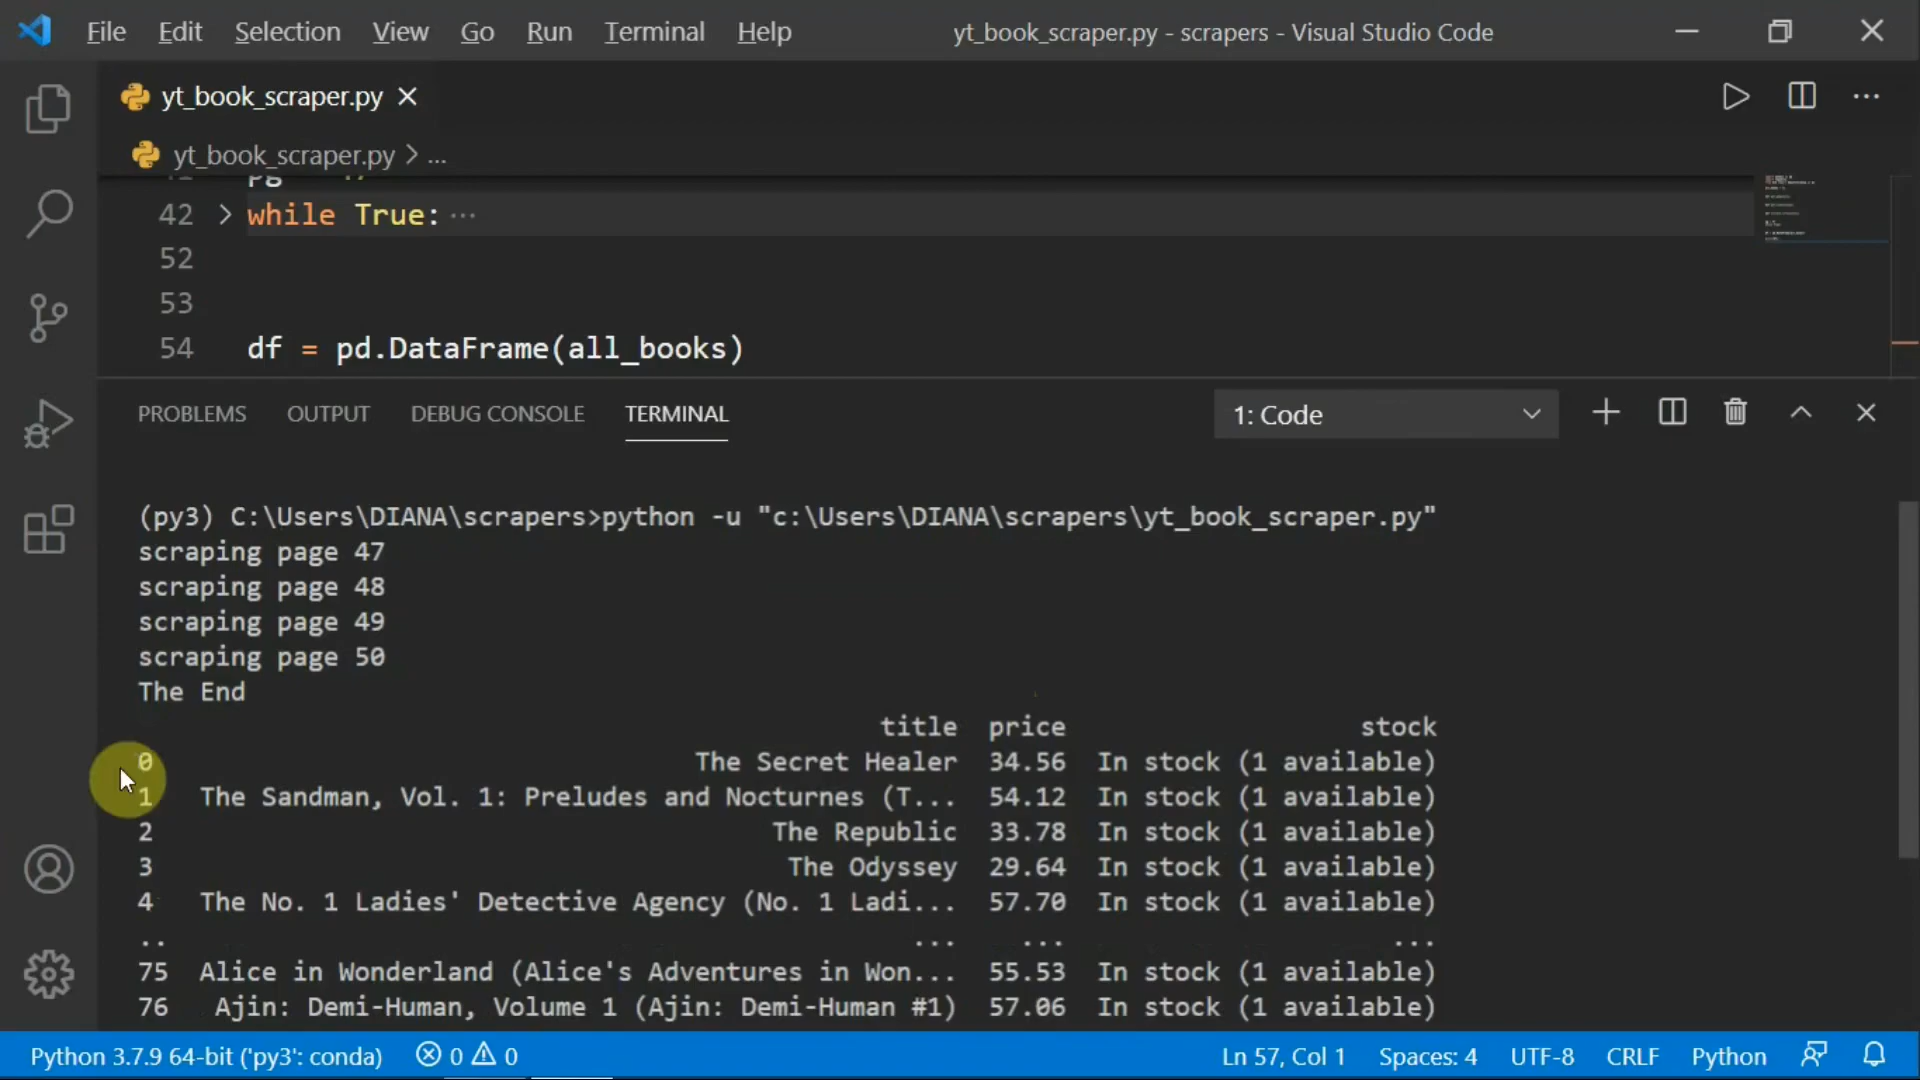 File Edit Selection View Go Run Terminal Help yt_book_scraper.py - scrapers - Visual Studio Code
yt_book_scraper.py
yt_book_scraper.py > ...
42 > while True: ···
52
53
54 df = pd.DataFrame(all_books)
PROBLEMS OUTPUT DEBUG CONSOLE TERMINAL 1: Code
(py3) C:\Users\DIANA\scrapers>python -u "c:\Users\DIANA\scrapers\yt_book_scraper.py"
scraping page 47
scraping page 48
scraping page 49
scraping page 50
The End
title price stock
0 The Secret Healer 34.56 In stock (1 available)
1 The Sandman, Vol. 1: Preludes and Nocturnes (T... 54.12 In stock (1 available)
2 The Republic 33.78 In stock (1 available)
3 The Odyssey 29.64 In stock (1 available)
4 The No. 1 Ladies' Detective Agency (No. 1 Ladi... 57.70 In stock (1 available)
.. ... ... ...
75 Alice in Wonderland (Alice's Adventures in Won... 55.53 In stock (1 available)
76 Ajin: Demi-Human, Volume 1 (Ajin: Demi-Human #1) 57.06 In stock (1 available)
Python 3.7.9 64-bit ('py3': conda) 0 0 Ln 57, Col 1 Spaces: 4 UTF-8 CRLF Python